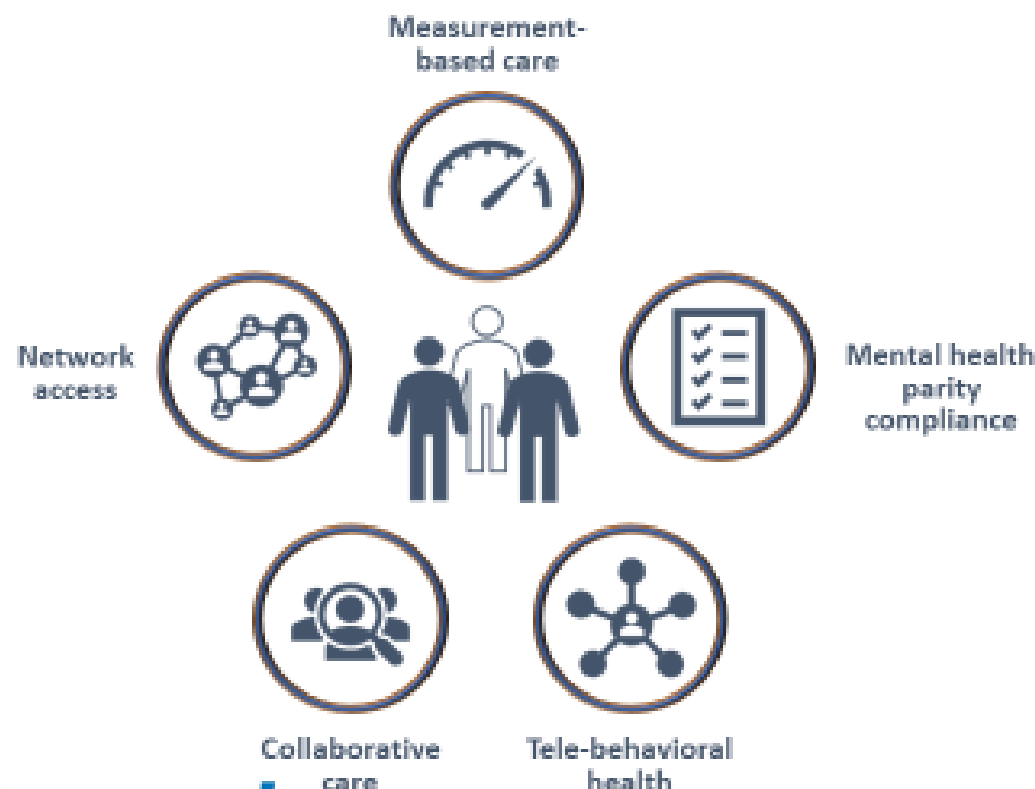 Measurement-
based care
Network
access
Mental health
parity
compliance
Collaborative
care
Tele-behavioral
health